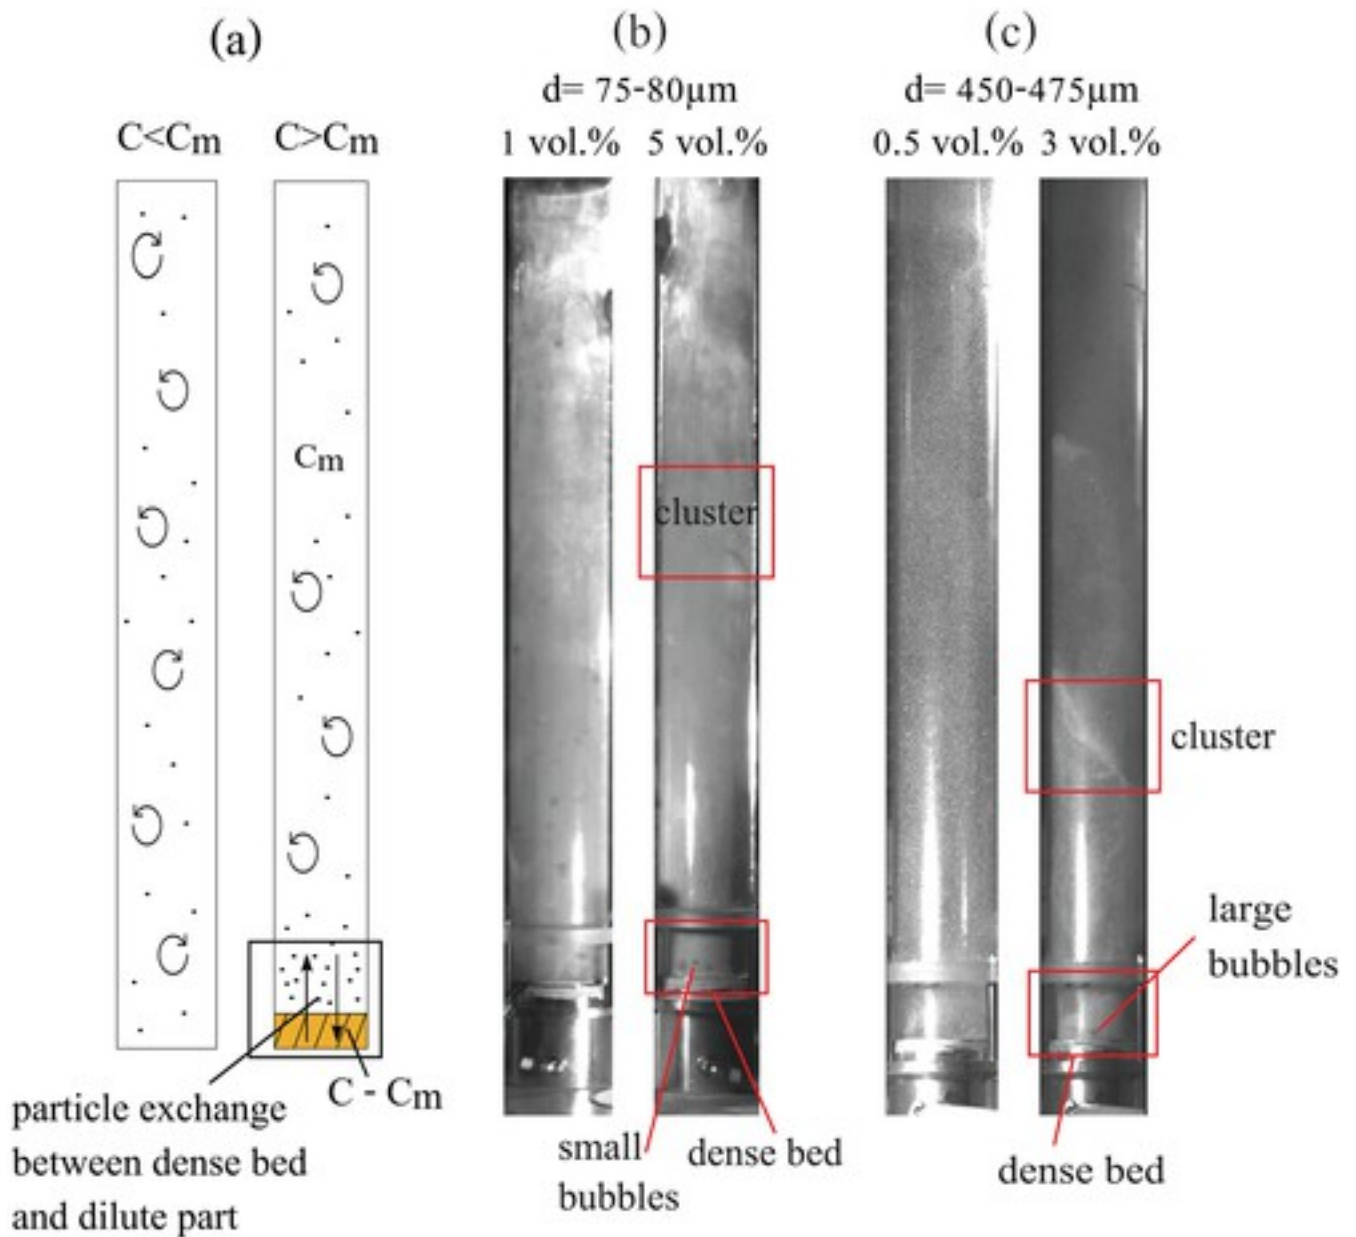 (a)
(b)
(c)
d= 75-80μm
d= 450-475μm
C<Cm
C>Cm
1 vol.%
5 vol.%
0.5 vol.%
3 vol.%
Cm
cluster
cluster
large
bubbles
C - Cm
particle exchange
between dense bed
and dilute part
small
bubbles
dense bed
dense bed